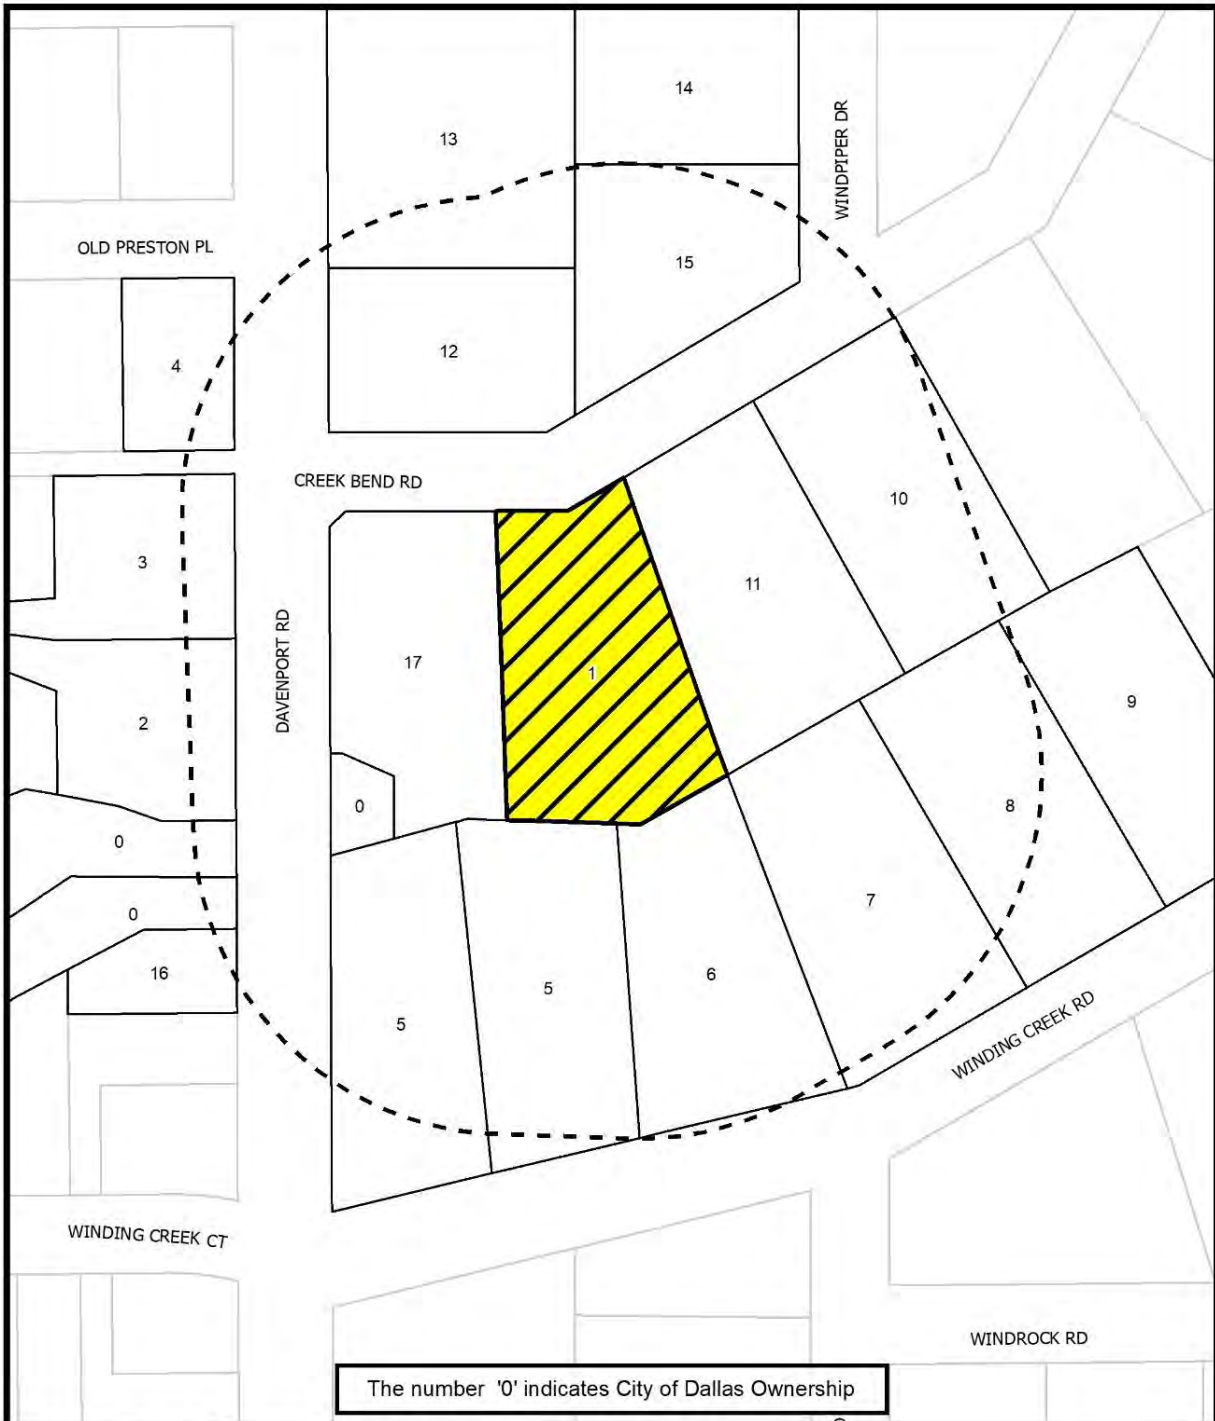 14
13
WINDPIPER DR
OLD PRESTON PL
15
12
4
CREEK BEND RD
10
3
11
DAVENPORT RD
17
1
2
9
0
8
0
7
0
16
6
5
5
WINDING CREEK RD
WINDING CREEK CT
WINDROCK RD
The number '0' indicates City of Dallas Ownership